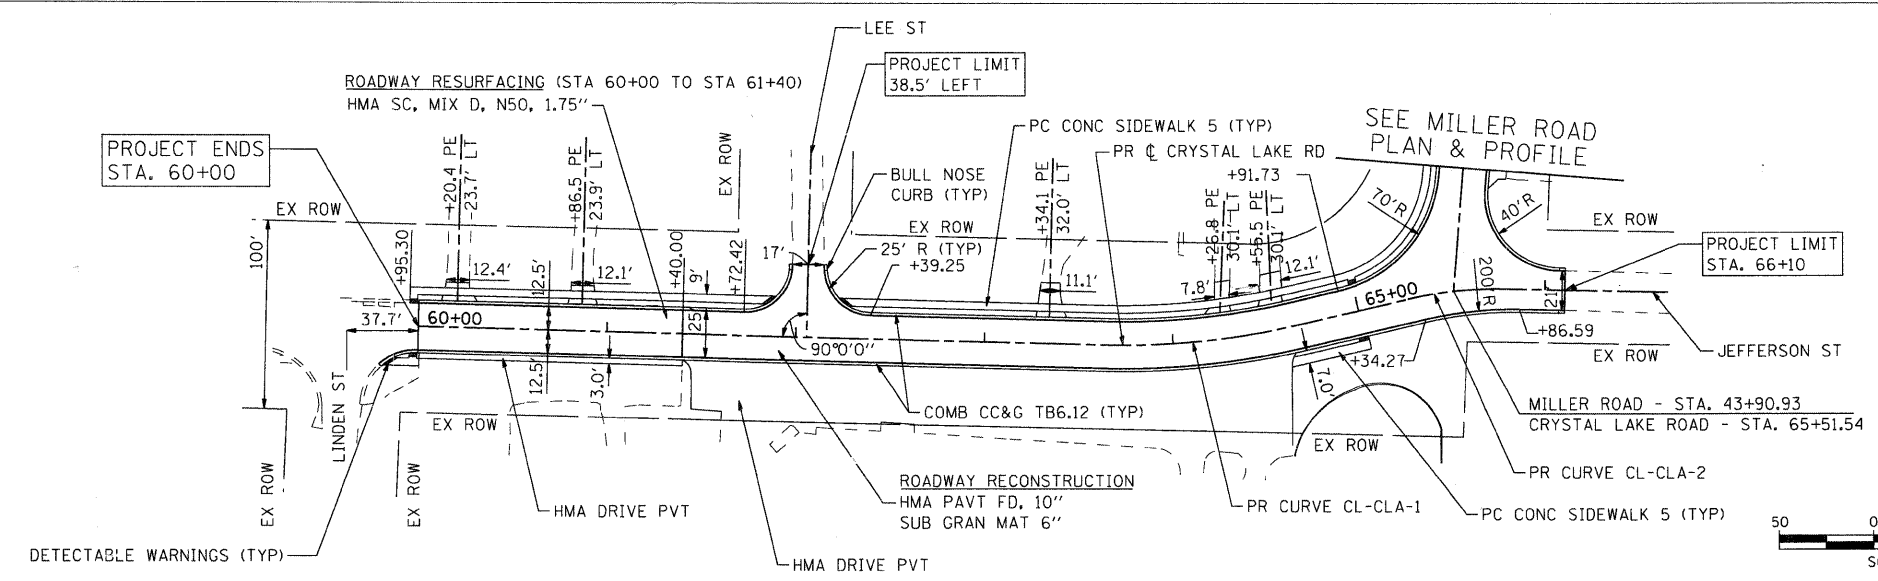 LEE ST
PROJECT LIMIT
38.5' LEFT
ROADWAY RESURFACING (STA 60+00 TO STA 61+40)
HMA SC, MIX D, N50, 1.75"
PROJECT ENDS
STA. 60+00
PC CONC SIDEWALK 5 (TYP)
PR ℄ CRYSTAL LAKE RD
+91.73
SEE MILLER ROAD
PLAN & PROFILE
EX ROW
+20.4 PE
23.7' LT
+86.5 PE
23.9' LT
EX ROW
BULL NOSE
CURB (TYP)
EX ROW
25' R (TYP)
+39.25
+34.1 PE
32.0' LT
+26.8 PE
30.1' LT
+55.5 PE
30.1' LT
70'R
40'R
EX ROW
PROJECT LIMIT
STA. 66+10
100'
+95.30
12.4'
12.5'
12.1'
+40.00
9'
+72.42
17'
11.1'
7.8'
12.1'
65+00
200'R
21'
+86.59
EX ROW
JEFFERSON ST
37.7'
60+00
25'
90°0'0"
12.5'
3.0'
+34.27
7.0'
LINDEN ST
EX ROW
EX ROW
EX ROW
COMB CC&G TB6.12 (TYP)
EX ROW
MILLER ROAD - STA. 43+90.93
CRYSTAL LAKE ROAD - STA. 65+51.54
PR CURVE CL-CLA-2
ROADWAY RECONSTRUCTION
HMA PAVT FD, 10"
SUB GRAN MAT 6"
HMA DRIVE PVT
PR CURVE CL-CLA-1
PC CONC SIDEWALK 5 (TYP)
DETECTABLE WARNINGS (TYP)
HMA DRIVE PVT
50
0